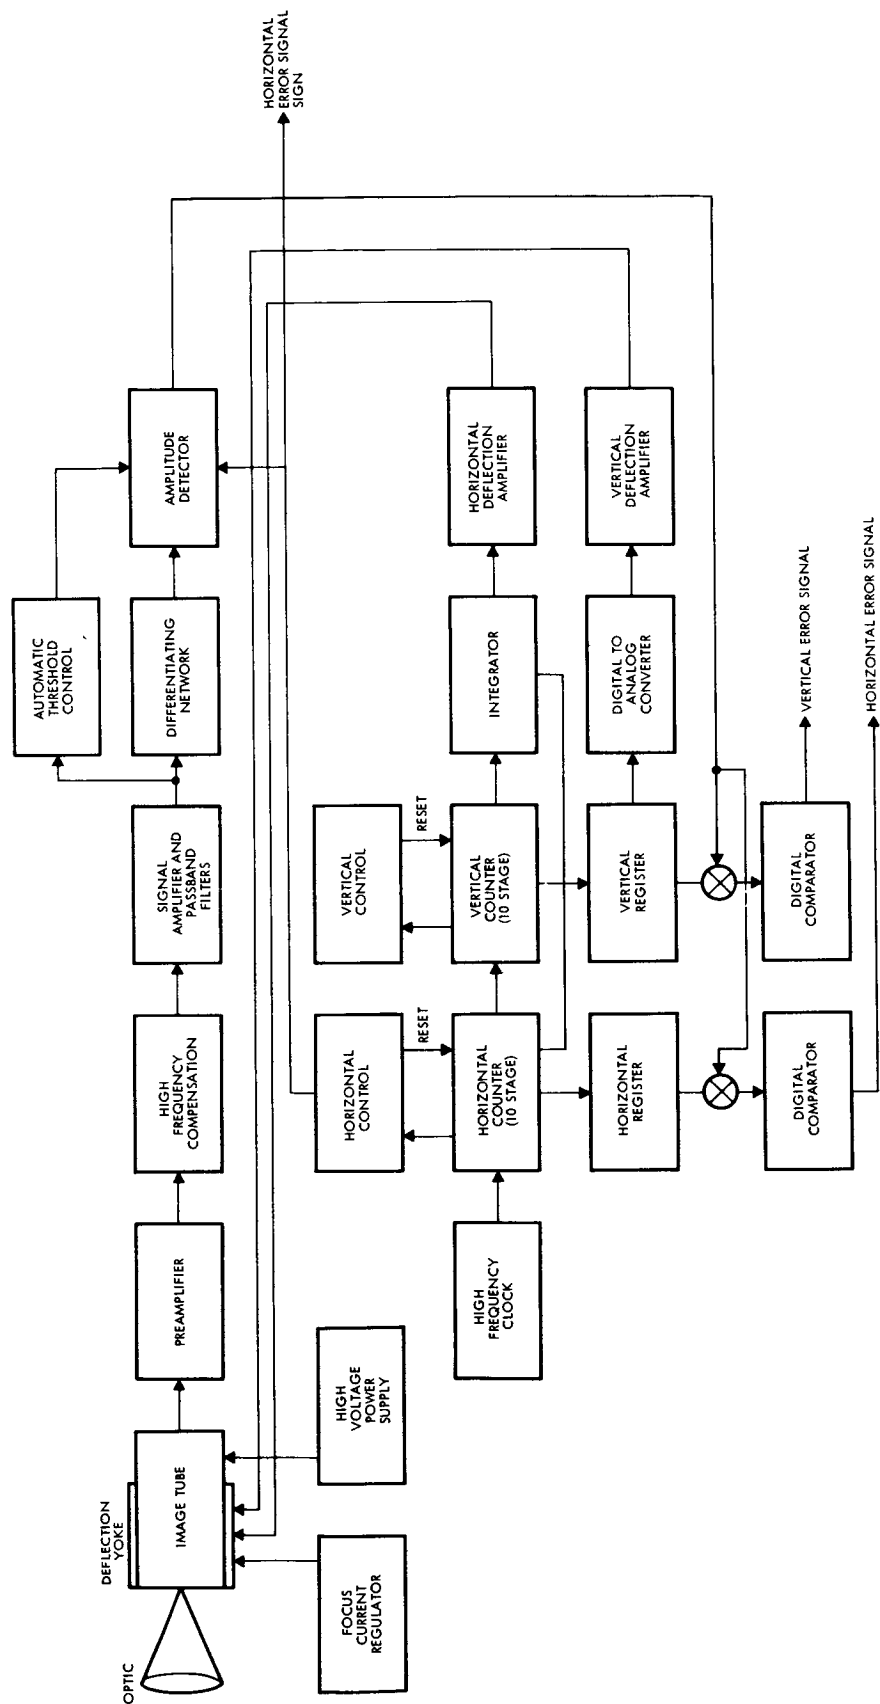 OPTIC
DEFLECTION
YOKE
IMAGE TUBE
PREAMPLIFIER
HIGH
FREQUENCY
COMPENSATION
SIGNAL
AMPLIFIER AND
PASSBAND
FILTERS
AUTOMATIC
THRESHOLD
CONTROL
DIFFERENTIATING
NETWORK
AMPLITUDE
DETECTOR
HORIZONTAL
ERROR SIGNAL
SIGN
FOCUS
CURRENT
REGULATOR
HIGH
VOLTAGE
POWER
SUPPLY
HORIZONTAL
CONTROL
RESET
VERTICAL
CONTROL
RESET
HIGH
FREQUENCY
CLOCK
HORIZONTAL
COUNTER
(10 STAGE)
VERTICAL
COUNTER
(10 STAGE)
INTEGRATOR
HORIZONTAL
DEFLECTION
AMPLIFIER
HORIZONTAL
REGISTER
VERTICAL
REGISTER
DIGITAL TO
ANALOG
CONVERTER
VERTICAL
DEFLECTION
AMPLIFIER
DIGITAL
COMPARATOR
DIGITAL
COMPARATOR
VERTICAL ERROR SIGNAL
HORIZONTAL ERROR SIGNAL